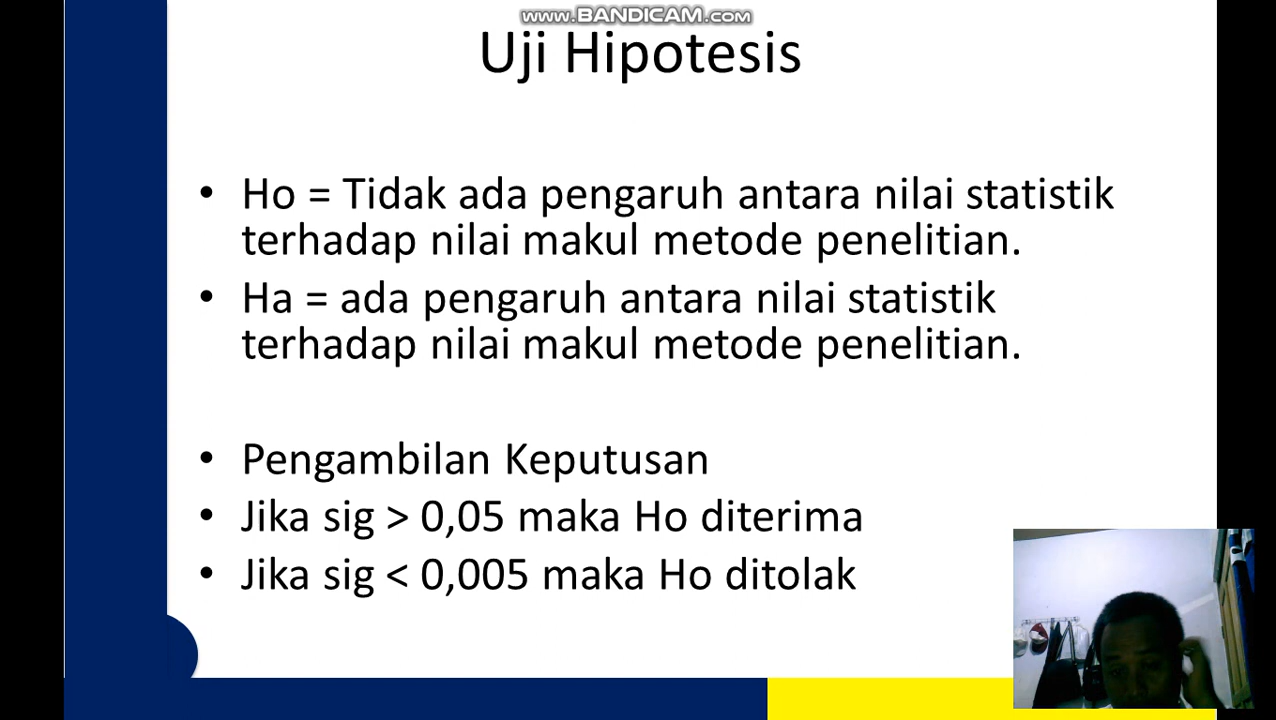 www.BANDICAM.com
Uji Hipotesis
• Ho = Tidak ada pengaruh antara nilai statistik
terhadap nilai makul metode penelitian.
• Ha = ada pengaruh antara nilai statistik
terhadap nilai makul metode penelitian.
• Pengambilan Keputusan
• Jika sig > 0,05 maka Ho diterima
• Jika sig < 0,005 maka Ho ditolak